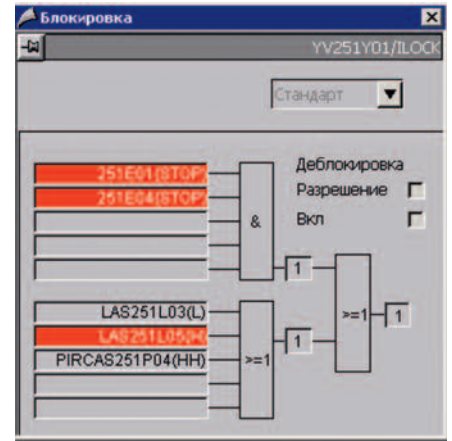 Блокировка
YV251Y01/ILOCK
Стандарт
251E01(STOP)
251E04(STOP)
&
Деблокировка
Разрешение
Вкл
1
LAS251L03(L)
LAS251L05(H)
PIRCAS251P04(HH)
>=1
1
>=1
1